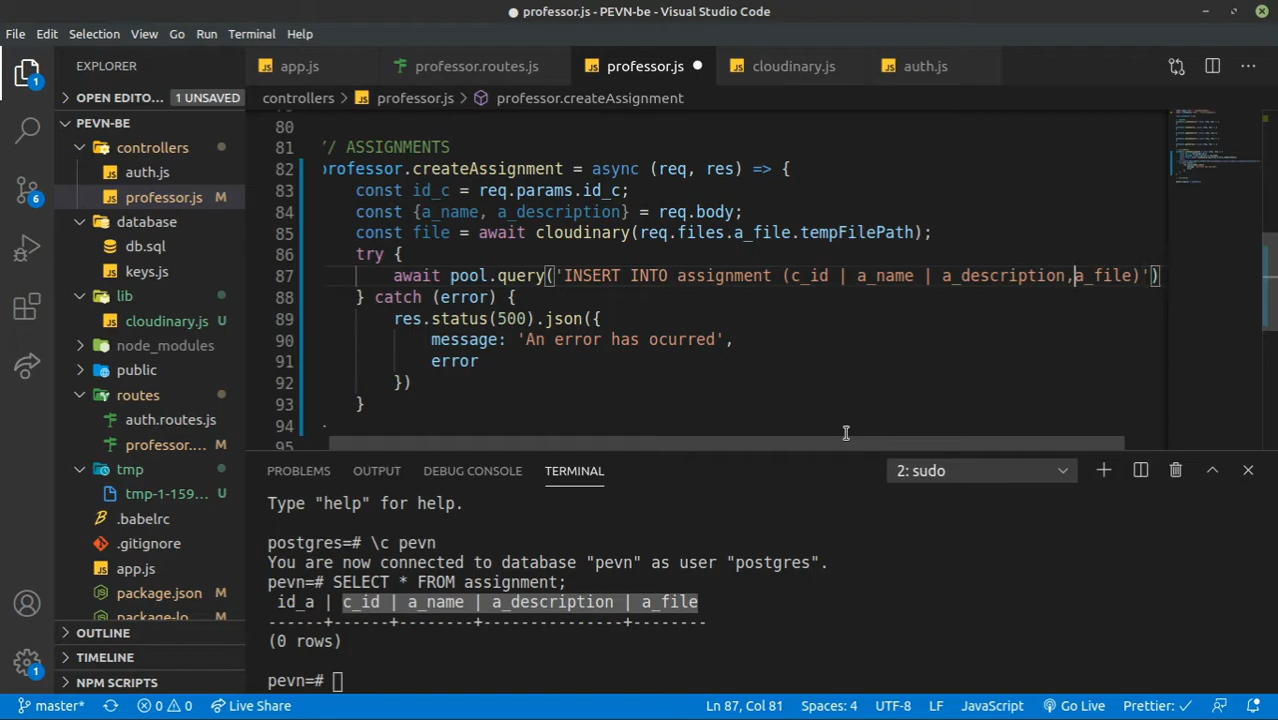 ● professor.js - PEVN-be - Visual Studio Code
File Edit Selection View Go Run Terminal Help
EXPLORER
app.js professor.routes.js professor.js ● cloudinary.js auth.js
OPEN EDITO... 1 UNSAVED
controllers > professor.js > professor.createAssignment
PEVN-BE
controllers
auth.js
professor.js M
database
db.sql
keys.js
lib
cloudinary.js U
node_modules
public
routes
auth.routes.js
professor.... M
tmp
tmp-1-159... U
.babelrc
.gitignore
app.js
package.json M
package-lo
OUTLINE
TIMELINE
NPM SCRIPTS
1
6
1
80
81 / ASSIGNMENTS
82 professor.createAssignment = async (req, res) => {
83 const id_c = req.params.id_c;
84 const {a_name, a_description} = req.body;
85 const file = await cloudinary(req.files.a_file.tempFilePath);
86 try {
87 await pool.query('INSERT INTO assignment (c_id | a_name | a_description,a_file)')
88 } catch (error) {
89 res.status(500).json({
90 message: 'An error has ocurred',
91 error
92 })
93 }
94
95
PROBLEMS OUTPUT DEBUG CONSOLE TERMINAL 2: sudo
Type "help" for help.
postgres=# \c pevn
You are now connected to database "pevn" as user "postgres".
pevn=# SELECT * FROM assignment;
id_a | c_id | a_name | a_description | a_file
------+------+--------+---------------+--------
(0 rows)
pevn=#
master* 0 0 Live Share Ln 87, Col 81 Spaces: 4 UTF-8 LF JavaScript Go Live Prettier: ✓